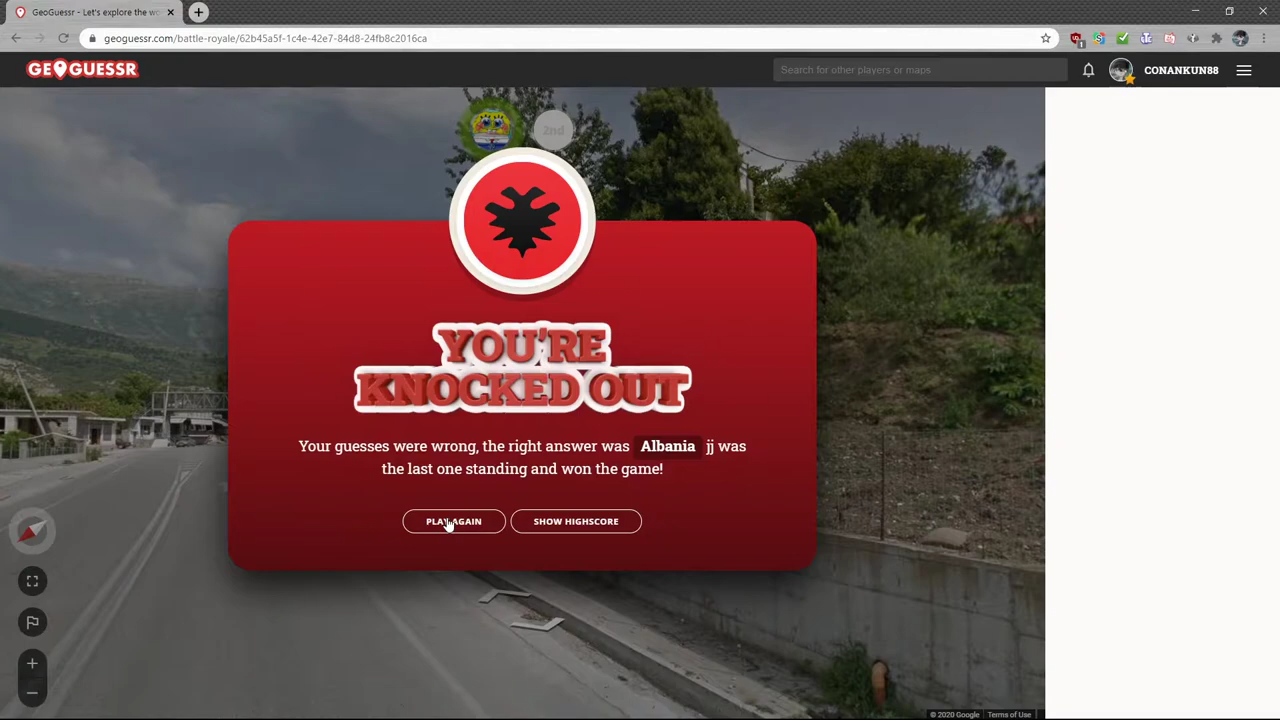 GeoGuessr - Let's explore the wo
geoguessr.com/battle-royale/62b45a5f-1c4e-42e7-84d8-24fb8c2016ca
1
GEOGUESSR
Search for other players or maps
CONANKUN88
2nd
YOU'RE
KNOCKED OUT
Your guesses were wrong, the right answer was Albania jj was
the last one standing and won the game!
PLAY AGAIN
SHOW HIGHSCORE
© 2020 Google
Terms of Use